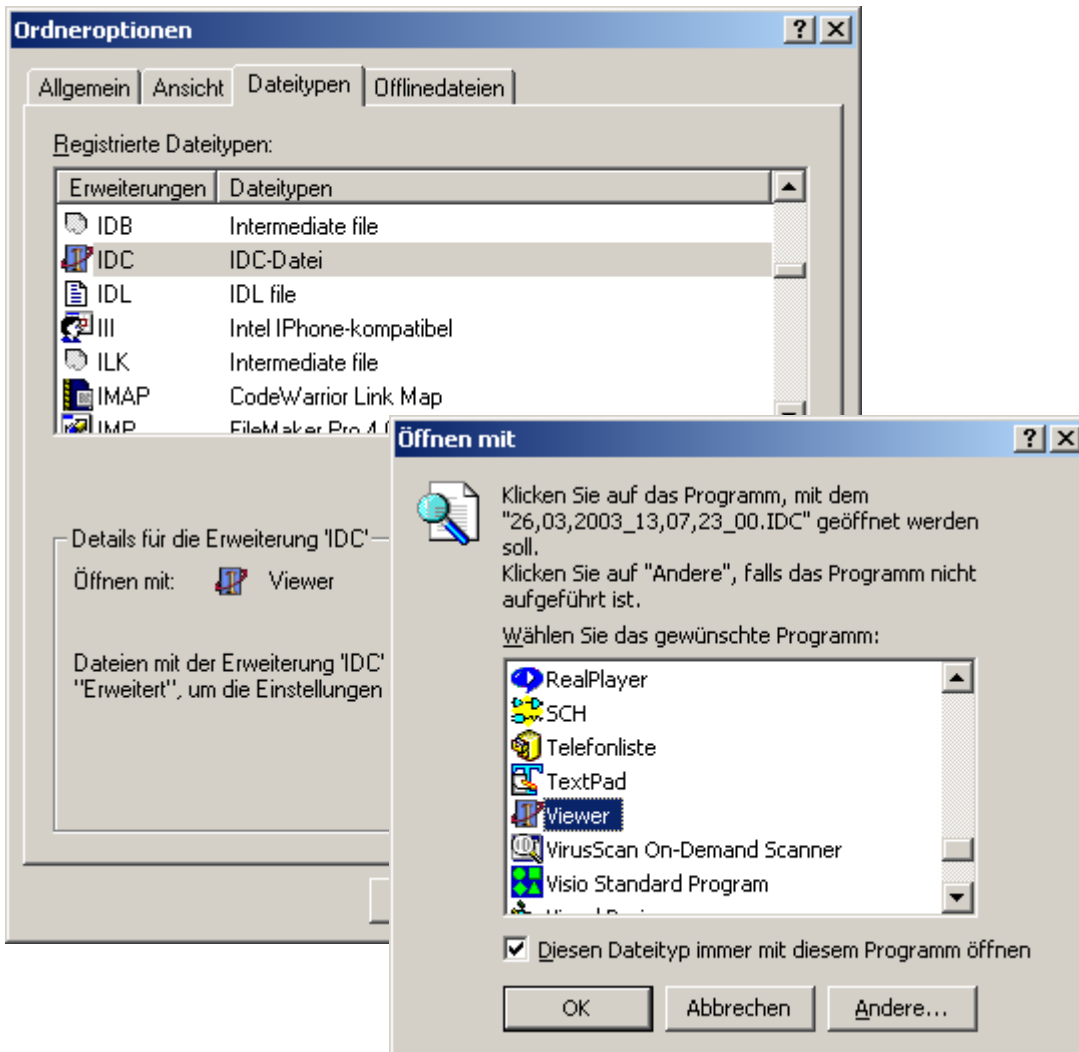 Ordneroptionen
Allgemein Ansicht Dateitypen Offlinedateien
Registrierte Dateitypen:
Erweiterungen Dateitypen
IDB Intermediate file
IDC IDC-Datei
IDL IDL file
III Intel IPhone-kompatibel
ILK Intermediate file
IMAP CodeWarrior Link Map
IMP FileMaker Pro 4.0
Details für die Erweiterung 'IDC'
Öffnen mit: Viewer
Dateien mit der Erweiterung 'IDC'
"Erweitert", um die Einstellungen
Öffnen mit
Klicken Sie auf das Programm, mit dem
"26,03,2003_13,07,23_00.IDC" geöffnet werden
soll.
Klicken Sie auf "Andere", falls das Programm nicht
aufgeführt ist.
Wählen Sie das gewünschte Programm:
RealPlayer
SCH
Telefonliste
TextPad
Viewer
VirusScan On-Demand Scanner
Visio Standard Program
Diesen Dateityp immer mit diesem Programm öffnen
OK Abbrechen Andere...